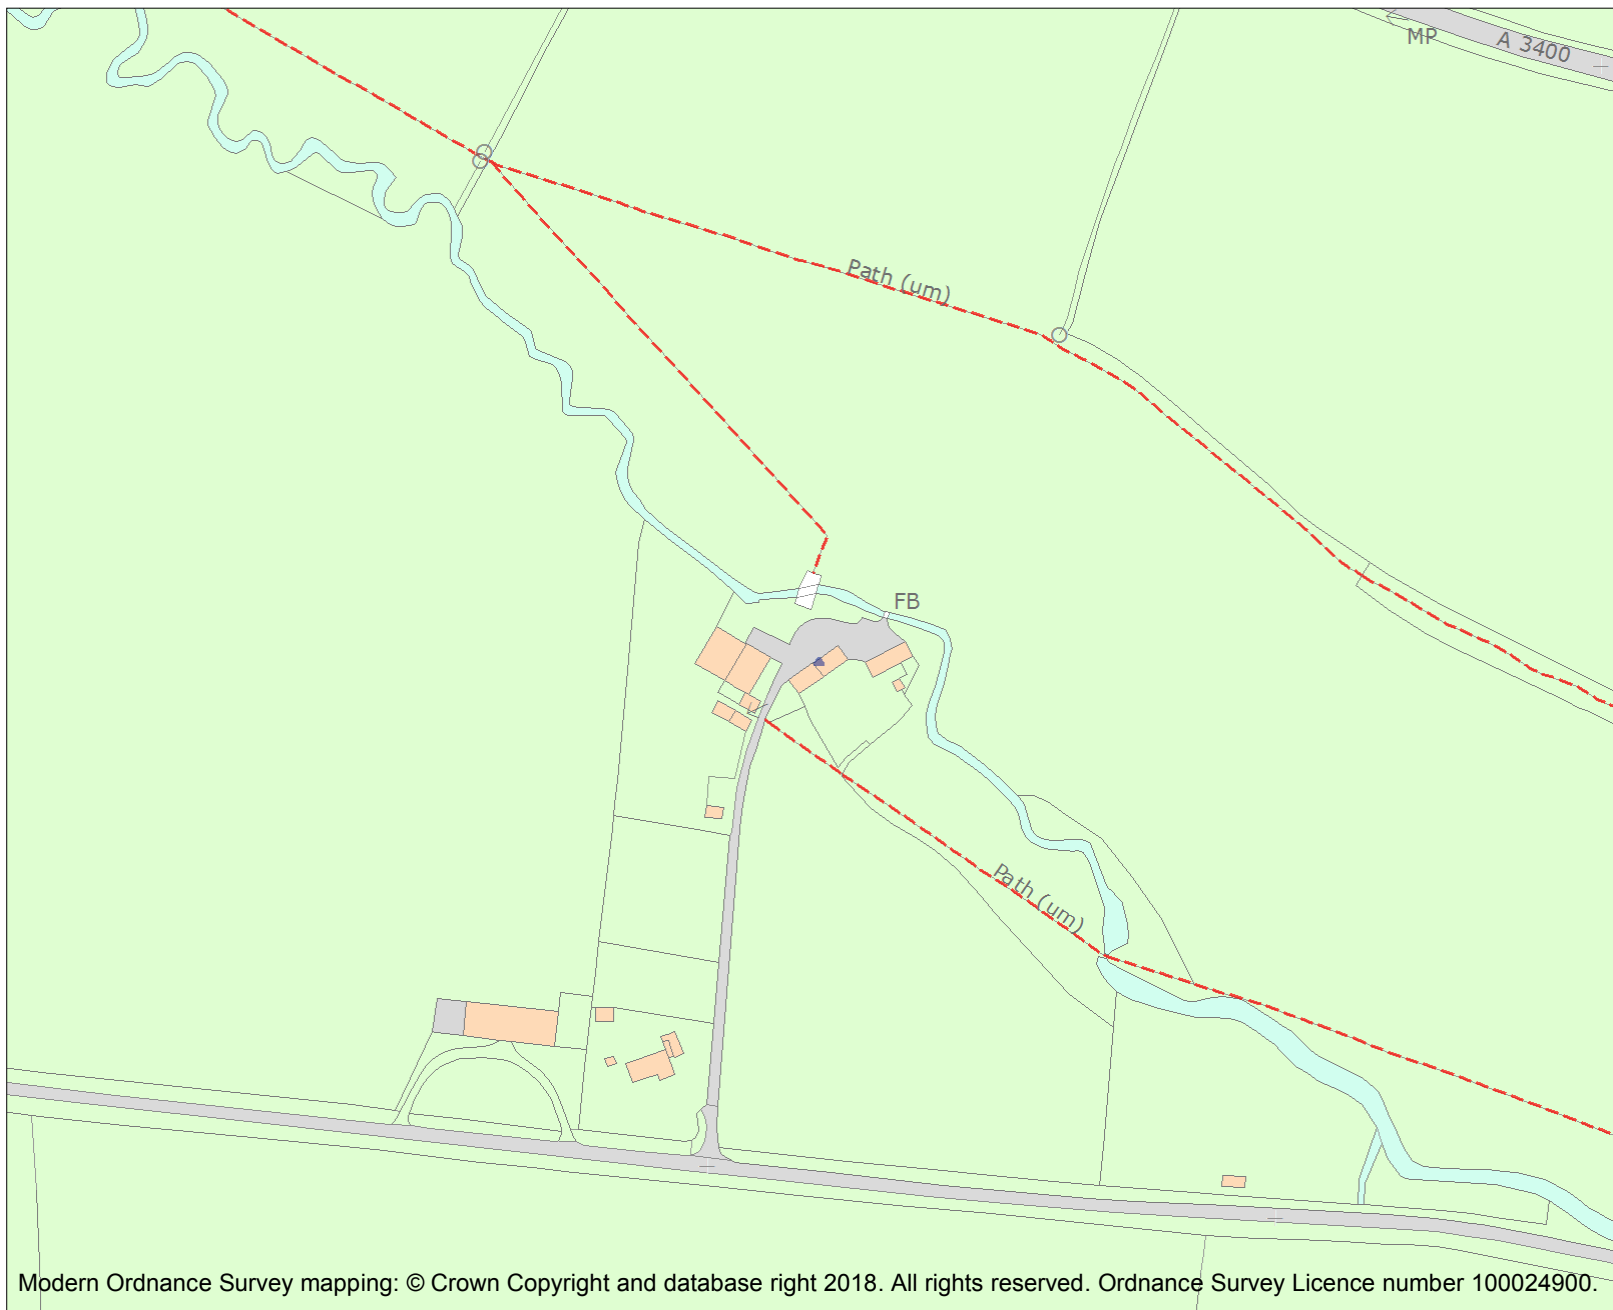 MP
A 3400
Path (um)
FB
Path (um)
Modern Ordnance Survey mapping: © Crown Copyright and database right 2018. All rights reserved. Ordnance Survey Licence number 100024900.